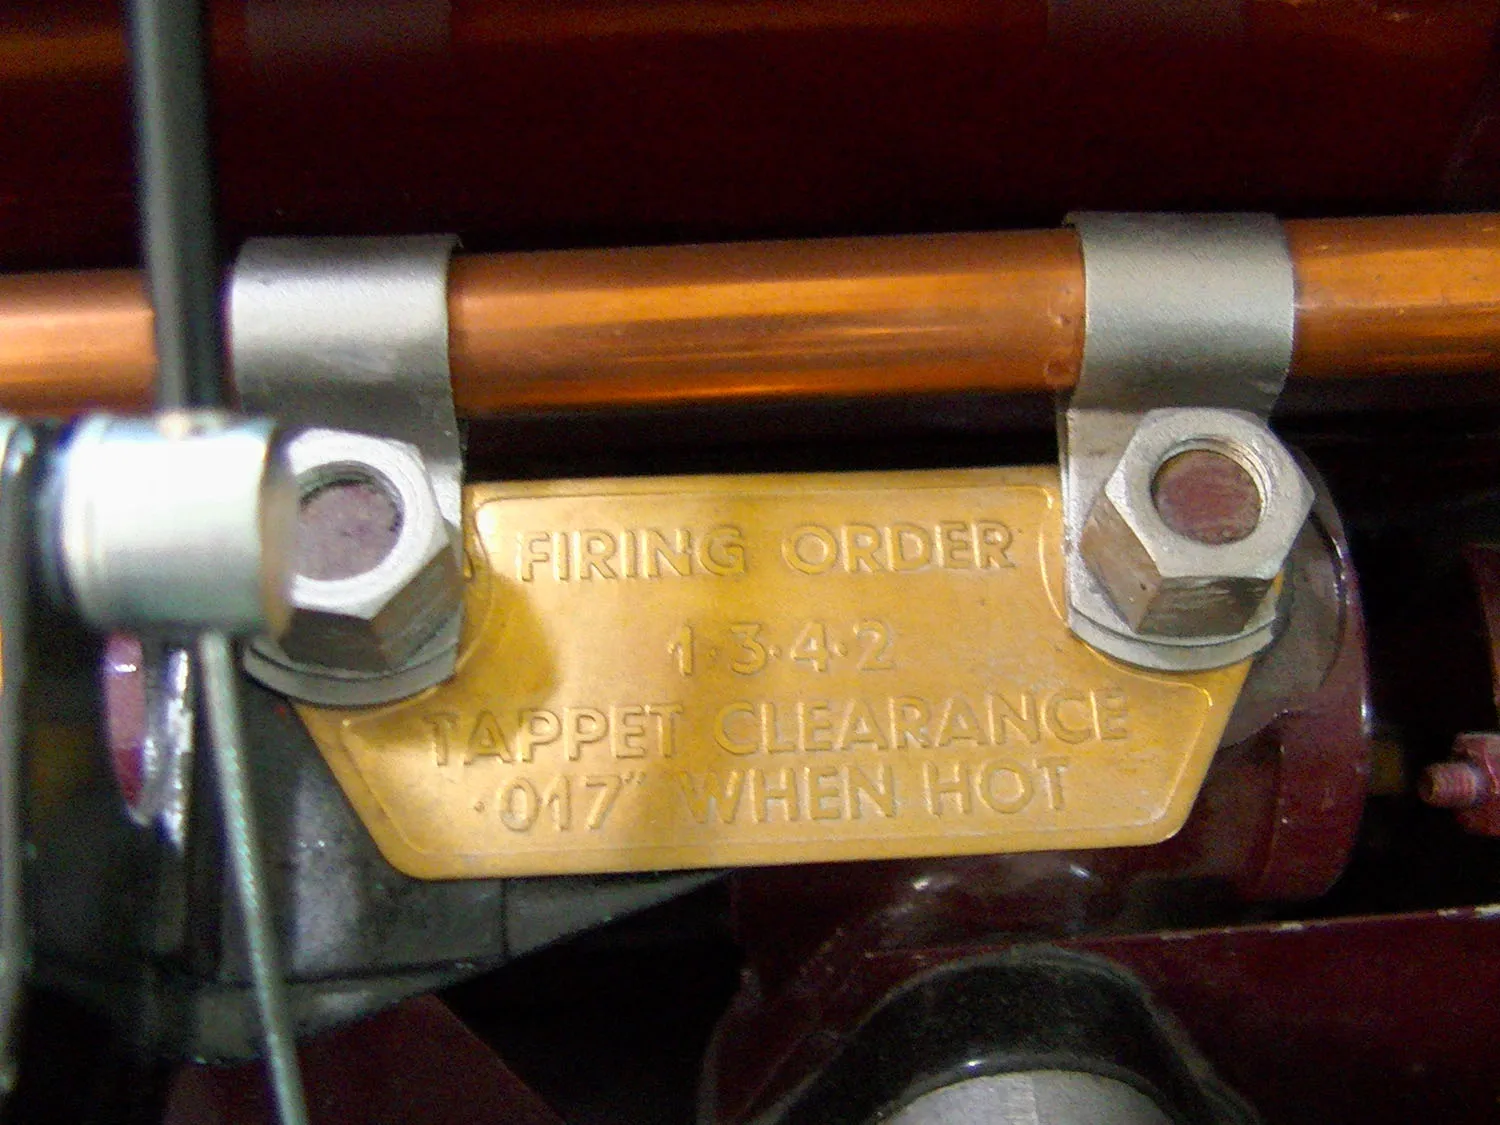 FIRING ORDER
1·3·4·2
TAPPET CLEARANCE
·017" WHEN HOT